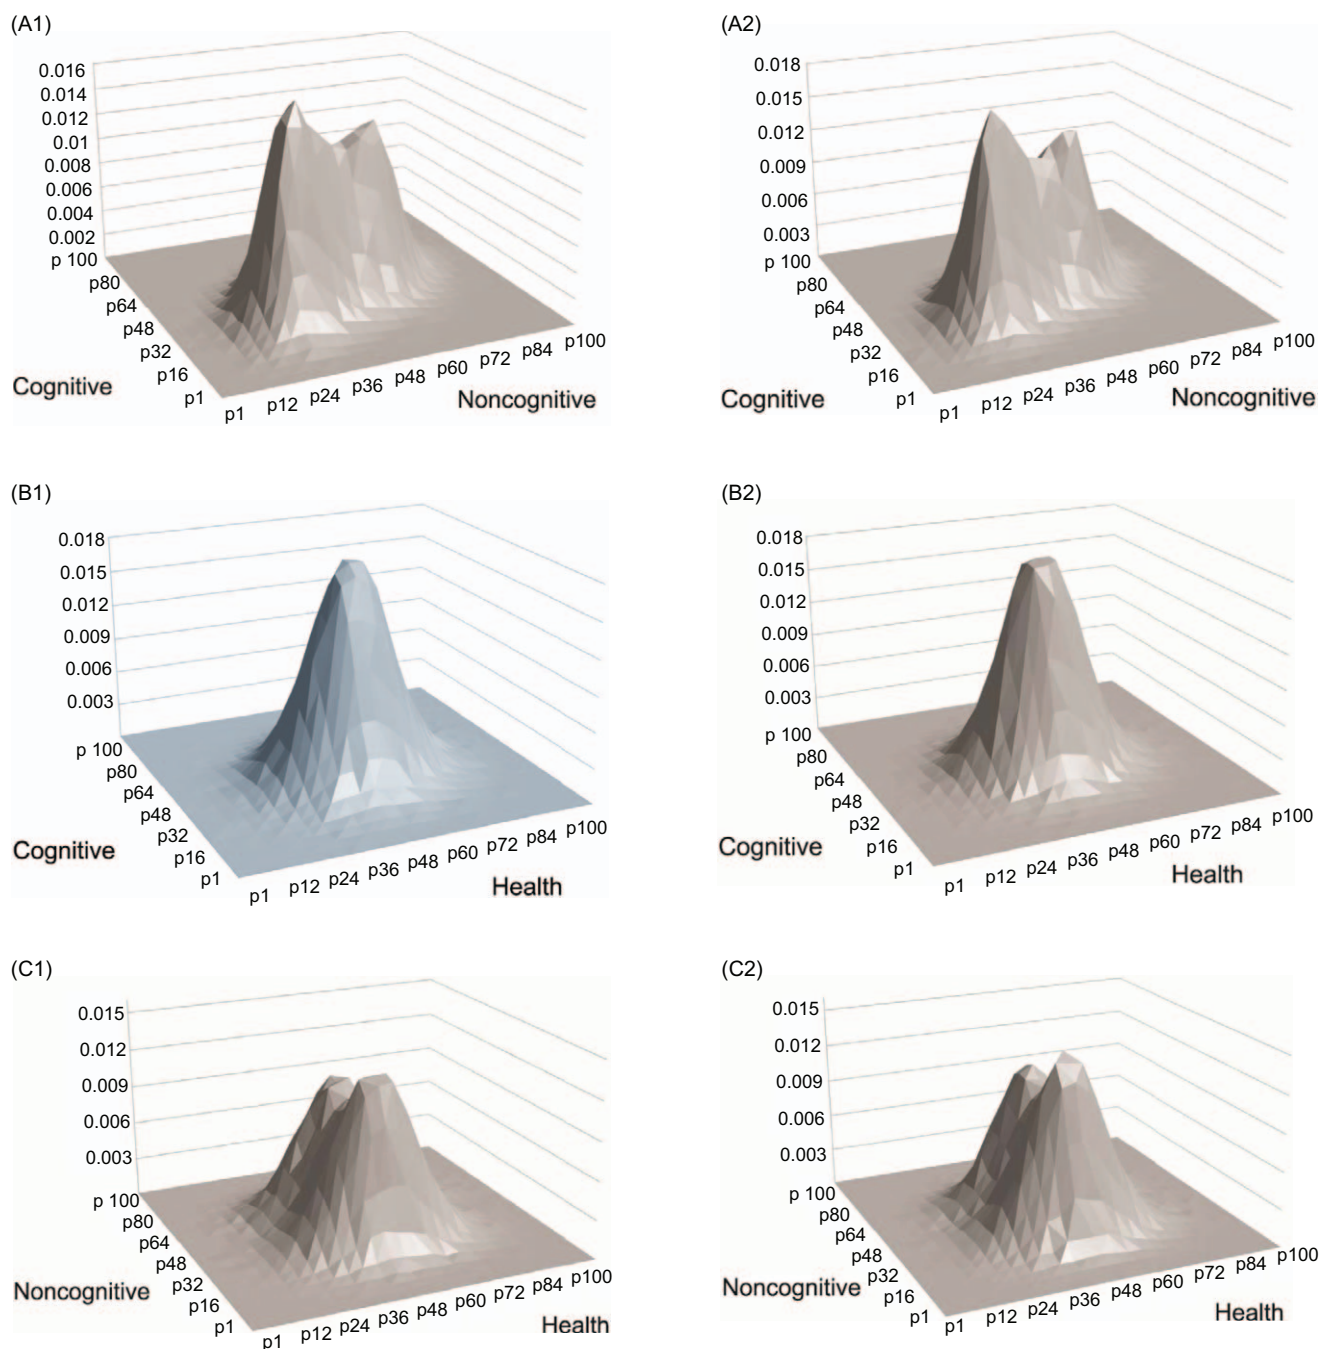 (A1)
0.016
0.014
0.012
0.01
0.008
0.006
0.004
0.002
p 100
p80
p64
p48
p32
p16
p1
Cognitive
p1 p12 p24 p36 p48 p60 p72 p84 p100
Noncognitive
(A2)
0.018
0.015
0.012
0.009
0.006
0.003
p 100
p80
p64
p48
p32
p16
p1
Cognitive
p1 p12 p24 p36 p48 p60 p72 p84 p100
Noncognitive
(B1)
0.018
0.015
0.012
0.009
0.006
0.003
p 100
p80
p64
p48
p32
p16
p1
Cognitive
p1 p12 p24 p36 p48 p60 p72 p84 p100
Health
(B2)
0.018
0.015
0.012
0.009
0.006
0.003
p 100
p80
p64
p48
p32
p16
p1
Cognitive
p1 p12 p24 p36 p48 p60 p72 p84 p100
Health
(C1)
0.015
0.012
0.009
0.006
0.003
p 100
p80
p64
p48
p32
p16
p1
Noncognitive
p1 p12 p24 p36 p48 p60 p72 p84 p100
Health
(C2)
0.015
0.012
0.009
0.006
0.003
p 100
p80
p64
p48
p32
p16
p1
Noncognitive
p1 p12 p24 p36 p48 p60 p72 p84 p100
Health